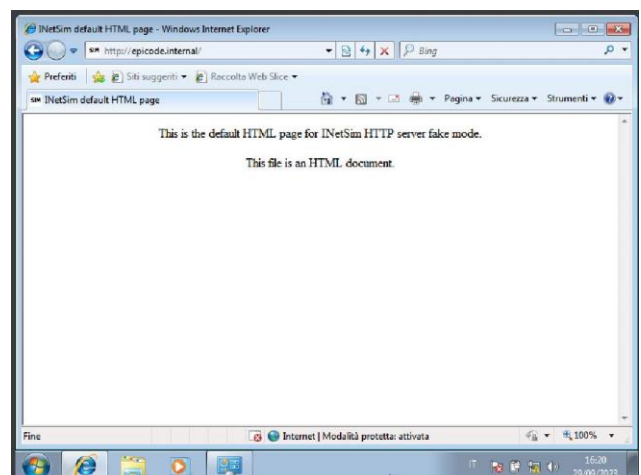 INetSim default HTML page - Windows Internet Explorer
http://epicode.internal/
Bing
Preferiti
Siti suggeriti
Raccolta Web Slice
INetSim default HTML page
Pagina
Sicurezza
Strumenti
This is the default HTML page for INetSim HTTP server fake mode.
This file is an HTML document.
Fine
Internet | Modalità protetta: attivata
100%
IT
16:20